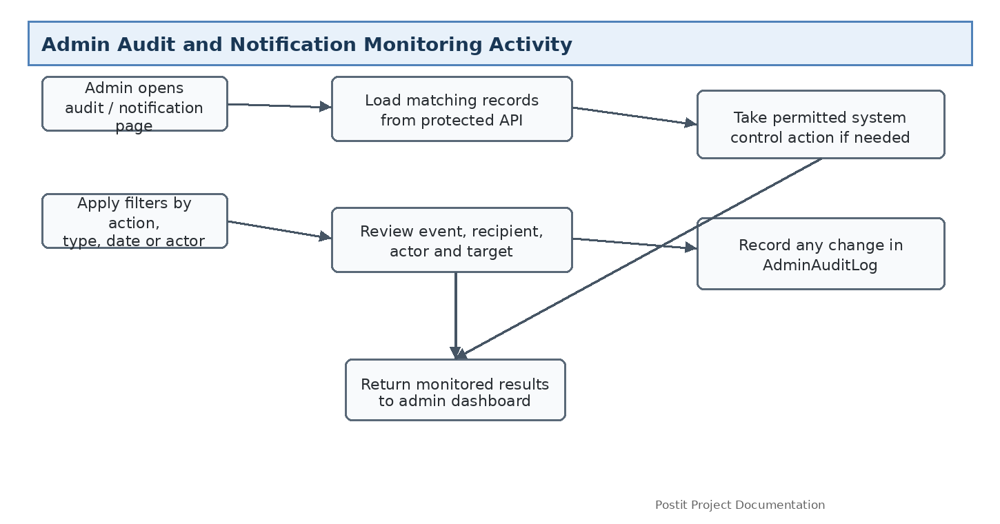 Admin Audit and Notification Monitoring Activity
Admin opens
audit / notification
page
Load matching records
from protected API
Take permitted system
control action if needed
Apply filters by
action,
type, date or actor
Review event, recipient,
actor and target
Record any change in
AdminAuditLog
Return monitored results
to admin dashboard
Postit Project Documentation